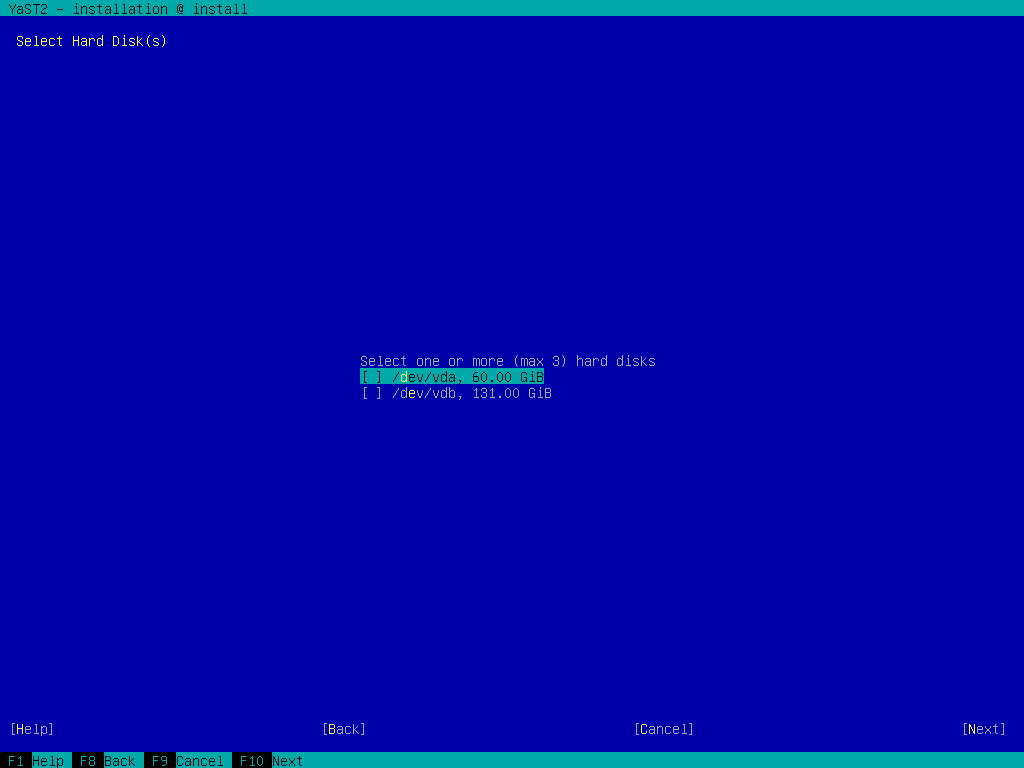 YaST2 - installation @ install
Select Hard Disk(s)
Select one or more (max 3) hard disks
[ ] /dev/vda, 60.00 GiB
[ ] /dev/vdb, 131.00 GiB
[Help] [Back] [Cancel] [Next]
F1 Help F8 Back F9 Cancel F10 Next